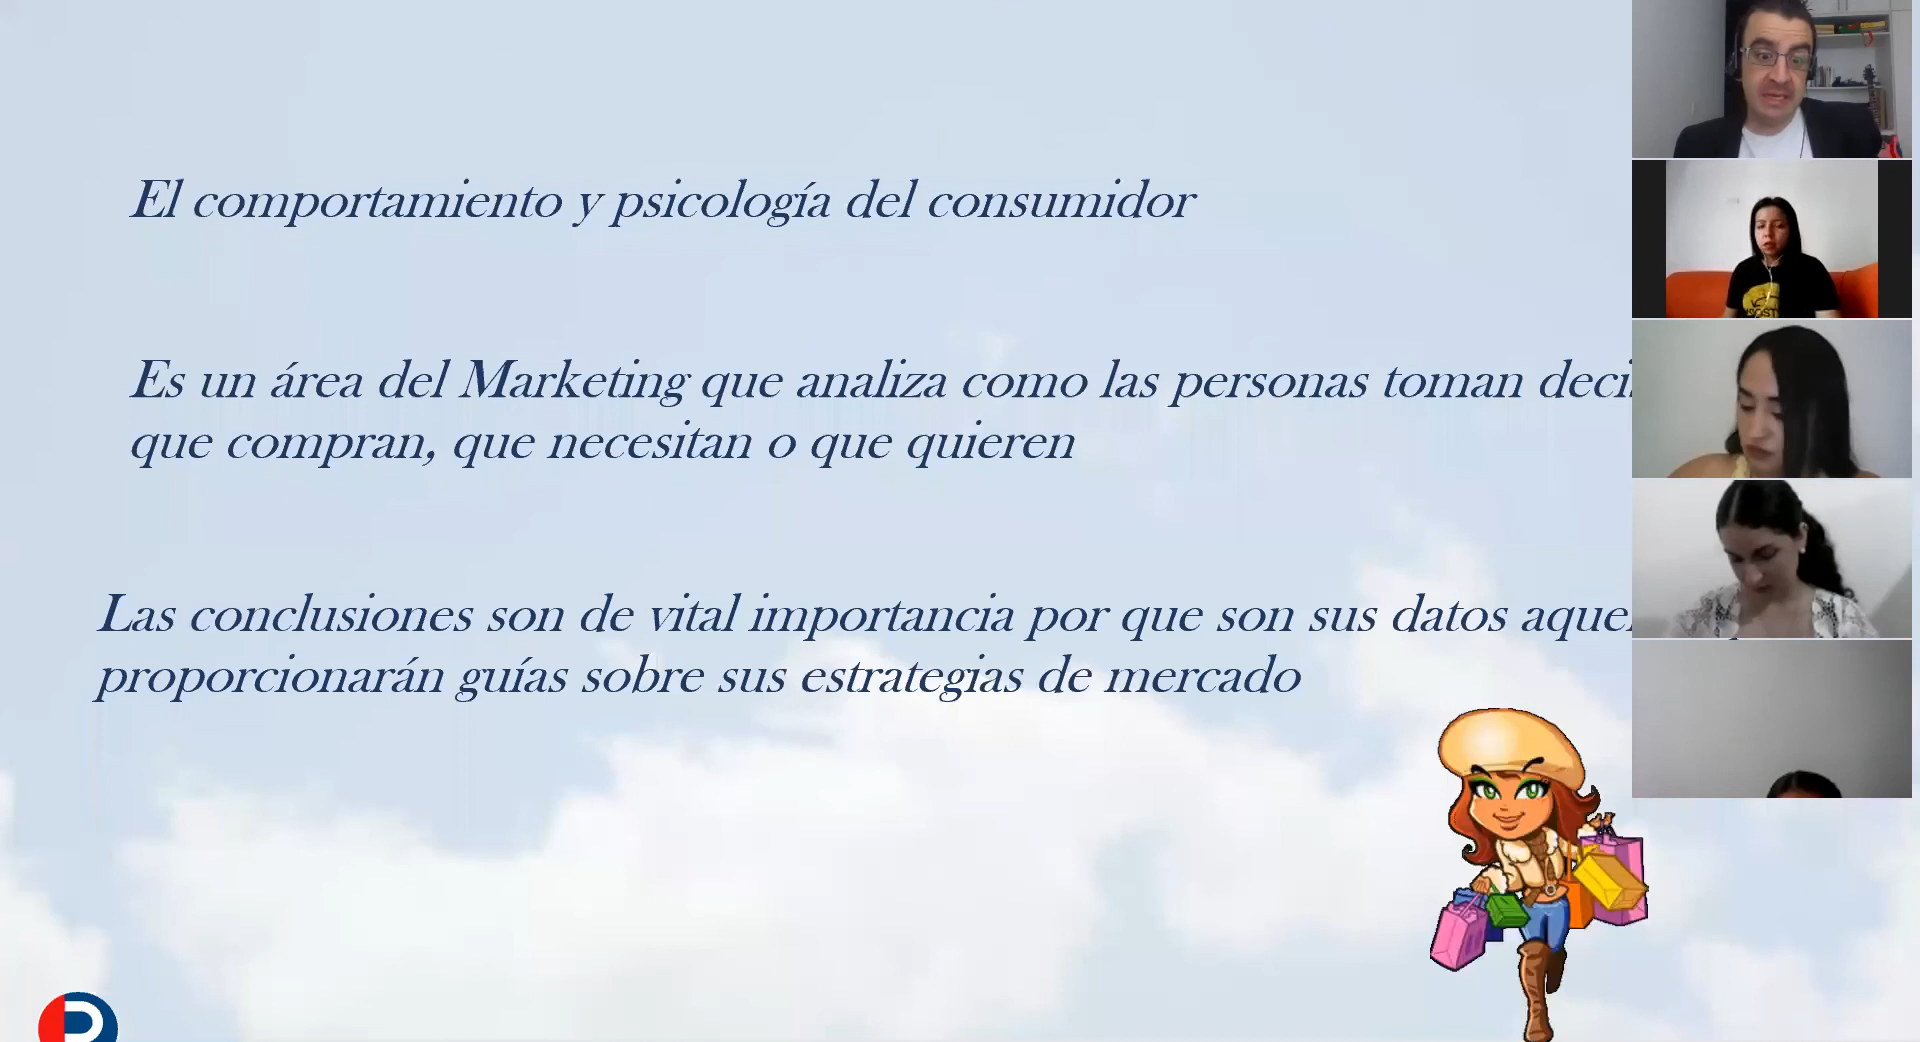 El comportamiento y psicología del consumidor
Es un área del Marketing que analiza como las personas toman
que compran, que necesitan o que quieren
Las conclusiones son de vital importancia por que son sus datos
proporcionarán guías sobre sus estrategias de mercado